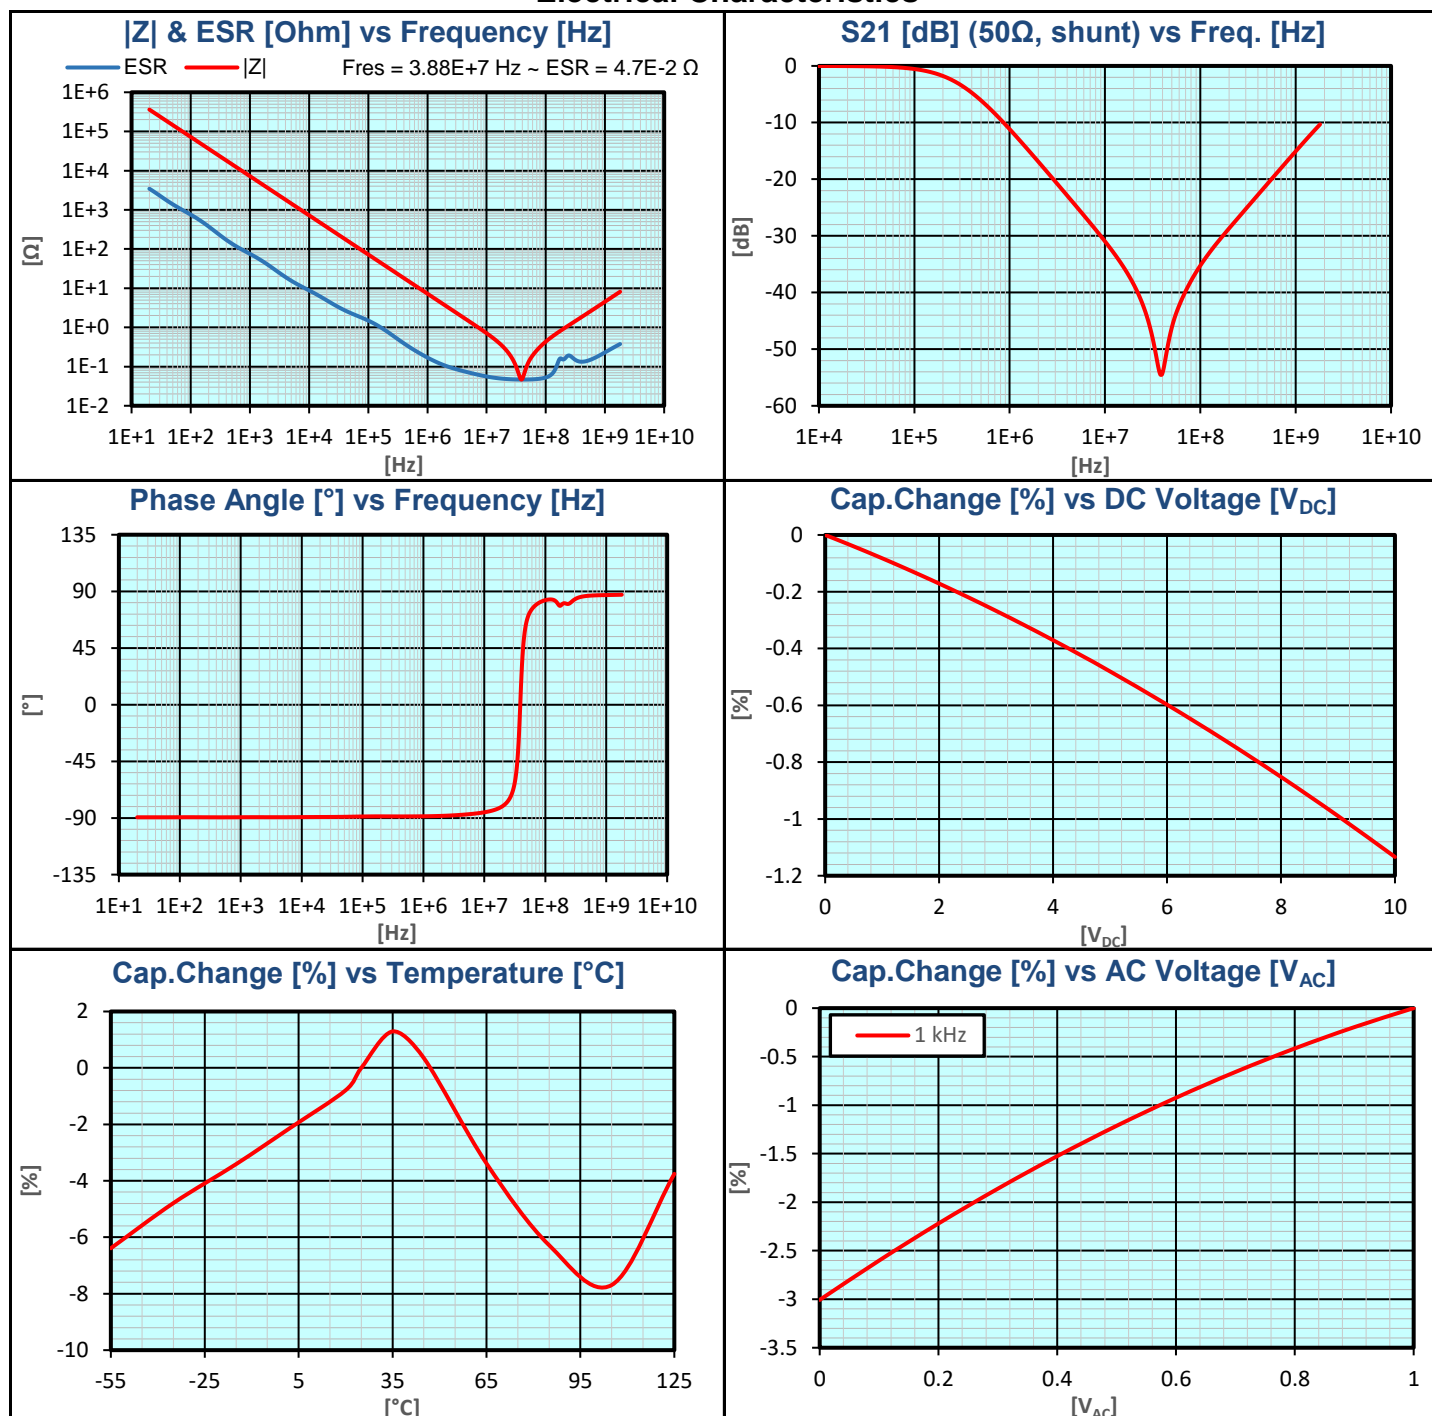 Electrical Characteristics
|Z| & ESR [Ohm] vs Frequency [Hz]
ESR |Z| Fres = 3.88E+7 Hz ~ ESR = 4.7E-2 Ω
1E+6
1E+5
1E+4
1E+3
1E+2
1E+1
1E+0
1E-1
1E-2
[Ω]
1E+1 1E+2 1E+3 1E+4 1E+5 1E+6 1E+7 1E+8 1E+9 1E+10
[Hz]
S21 [dB] (50Ω, shunt) vs Freq. [Hz]
0
-10
-20
-30
-40
-50
-60
[dB]
1E+4 1E+5 1E+6 1E+7 1E+8 1E+9 1E+10
[Hz]
Phase Angle [°] vs Frequency [Hz]
135
90
45
0
-45
-90
-135
[°]
1E+1 1E+2 1E+3 1E+4 1E+5 1E+6 1E+7 1E+8 1E+9 1E+10
[Hz]
Cap.Change [%] vs DC Voltage [VDC]
0
-0.2
-0.4
-0.6
-0.8
-1
-1.2
[%]
0 2 4 6 8 10
[VDC]
Cap.Change [%] vs Temperature [°C]
2
0
-2
-4
-6
-8
-10
[%]
-55 -25 5 35 65 95 125
[°C]
Cap.Change [%] vs AC Voltage [VAC]
1 kHz
0
-0.5
-1
-1.5
-2
-2.5
-3
-3.5
[%]
0 0.2 0.4 0.6 0.8 1
[VAC]